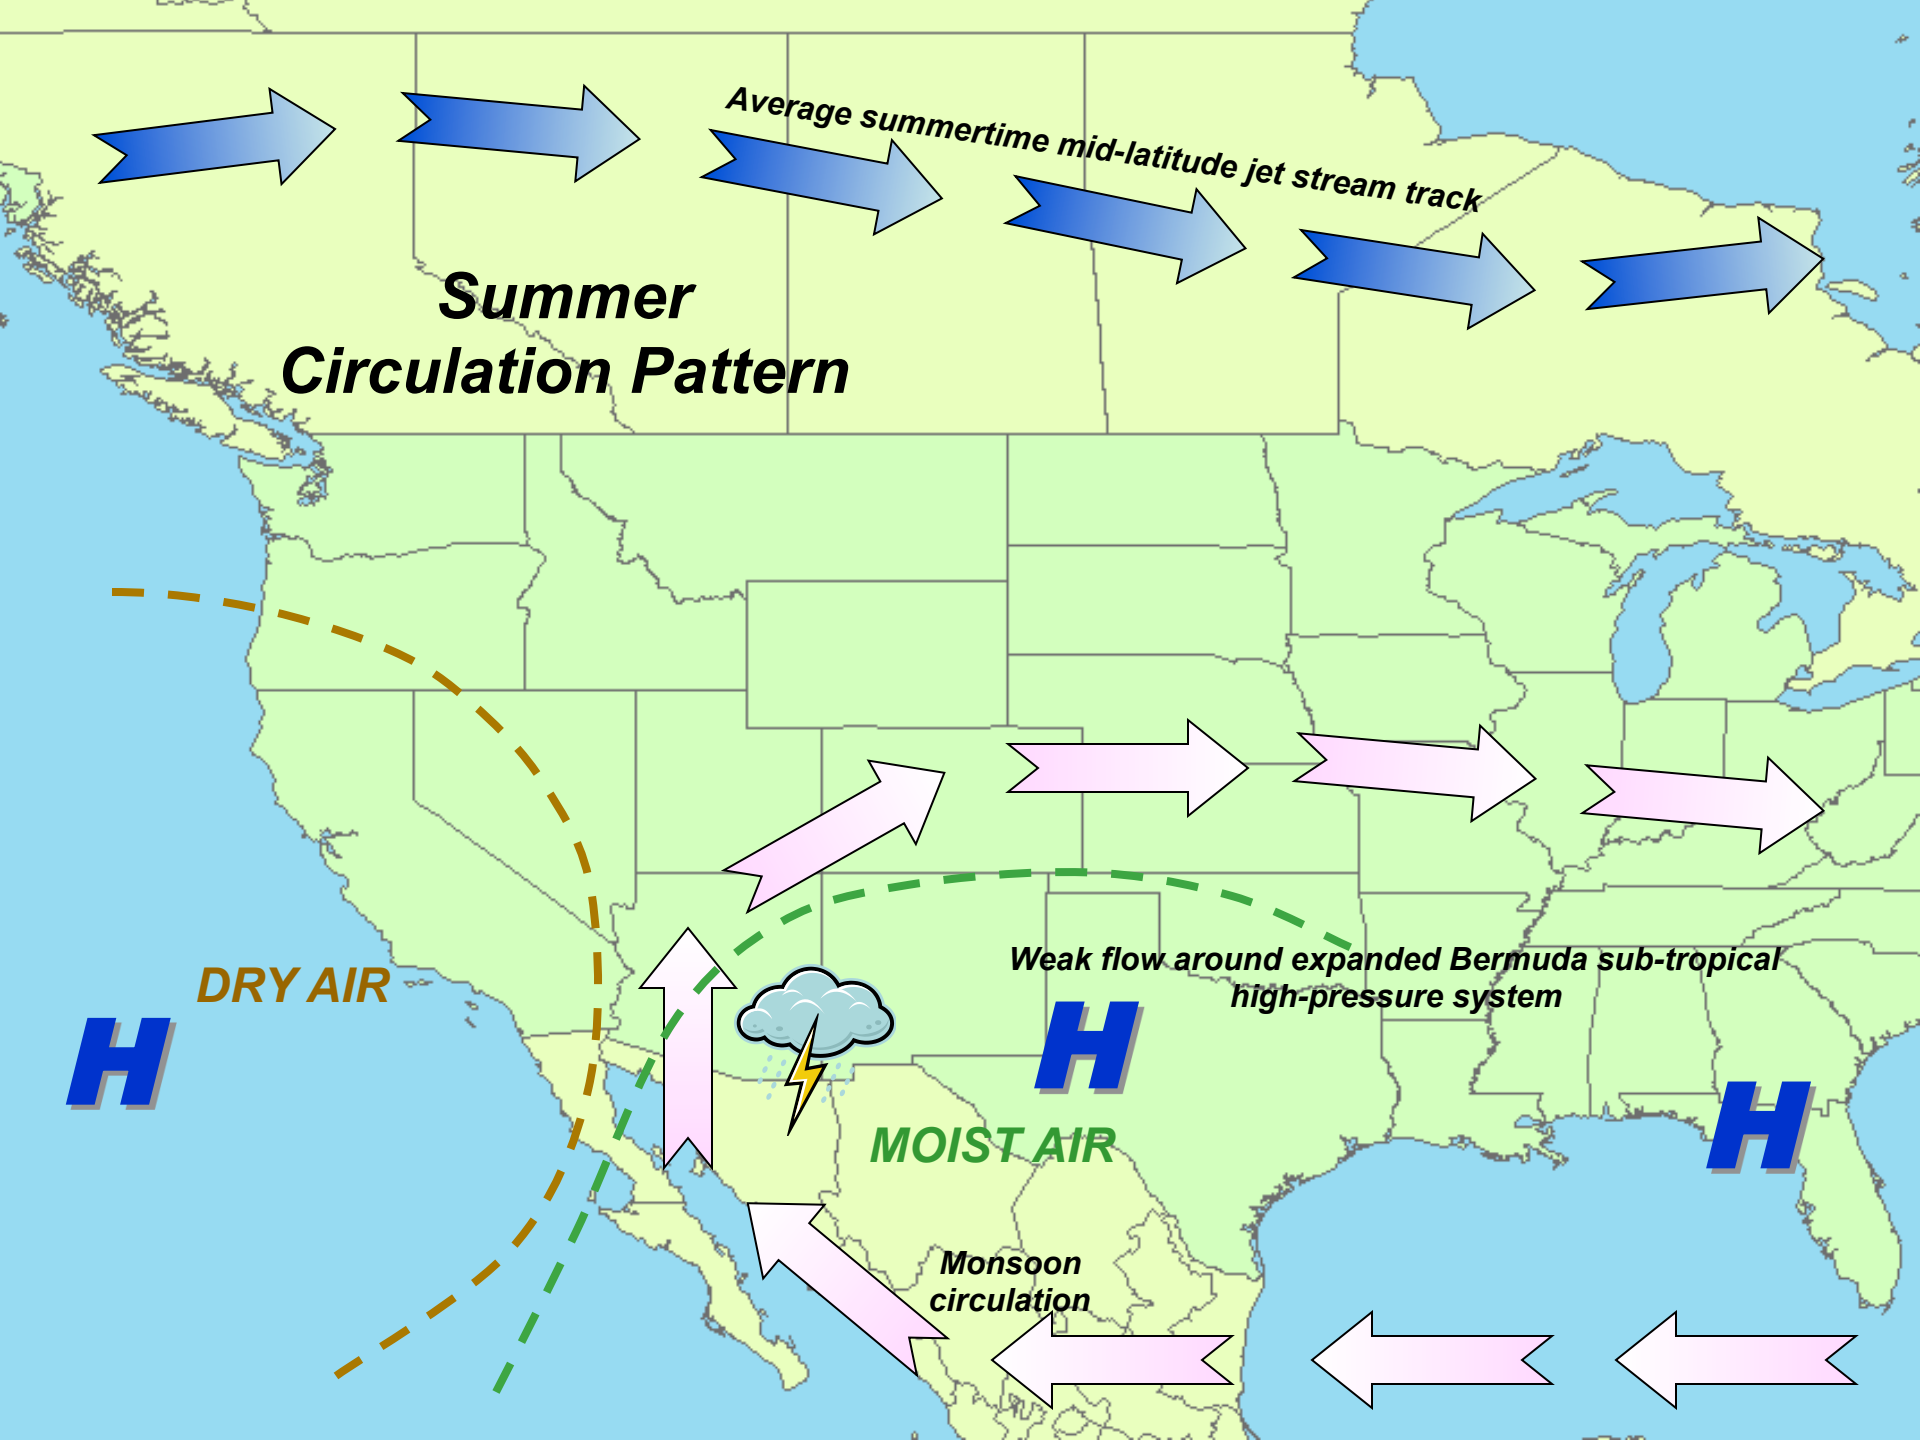 Average summertime mid-latitude jet stream track
Summer
Circulation Pattern
Weak flow around expanded Bermuda sub-tropical
high-pressure system
DRY AIR
H
H
H
MOIST AIR
Monsoon
circulation